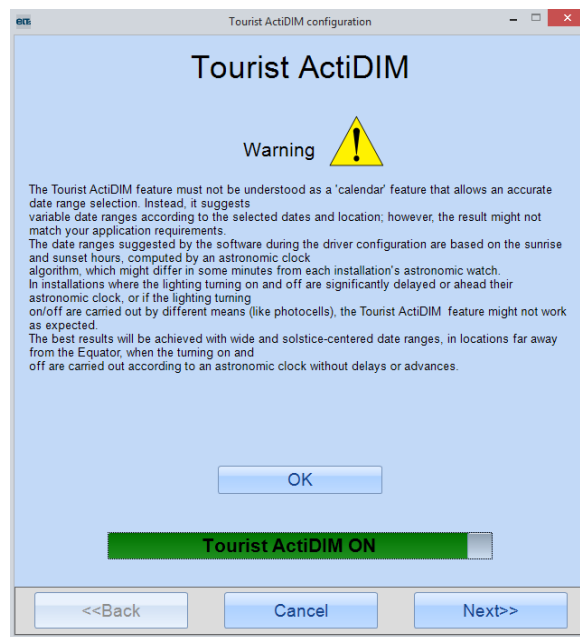 Tourist ActiDIM configuration
Tourist ActiDIM
Warning
The Tourist ActiDIM feature must not be understood as a 'calendar' feature that allows an accurate
date range selection. Instead, it suggests
variable date ranges according to the selected dates and location; however, the result might not
match your application requirements.
The date ranges suggested by the software during the driver configuration are based on the sunrise
and sunset hours, computed by an astronomic clock
algorithm, which might differ in some minutes from each installation's astronomic watch.
In installations where the lighting turning on and off are significantly delayed or ahead their
astronomic clock, or if the lighting turning
on/off are carried out by different means (like photocells), the Tourist ActiDIM feature might not work
as expected.
The best results will be achieved with wide and solstice-centered date ranges, in locations far away
from the Equator, when the turning on and
off are carried out according to an astronomic clock without delays or advances.
OK
Tourist ActiDIM ON
<<Back
Cancel
Next>>